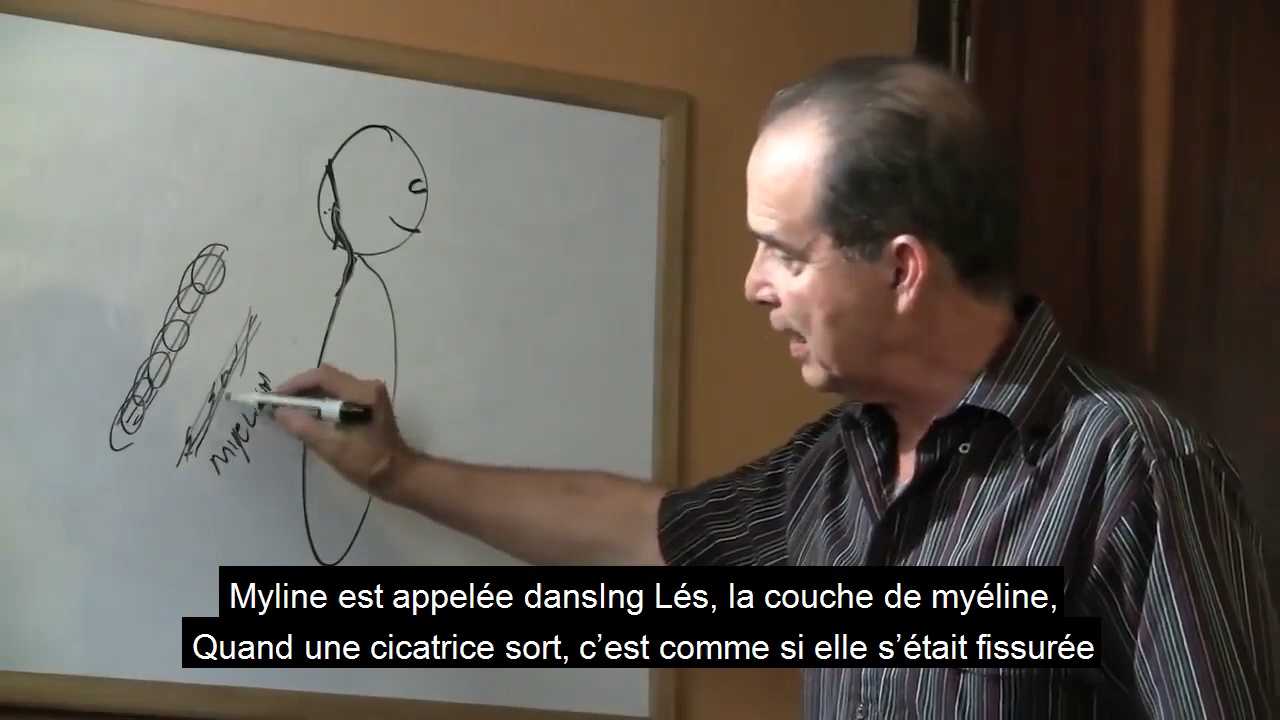 Myline est appelée dansIng Lés, la couche de myéline,
Quand une cicatrice sort, c’est comme si elle s’était fissurée